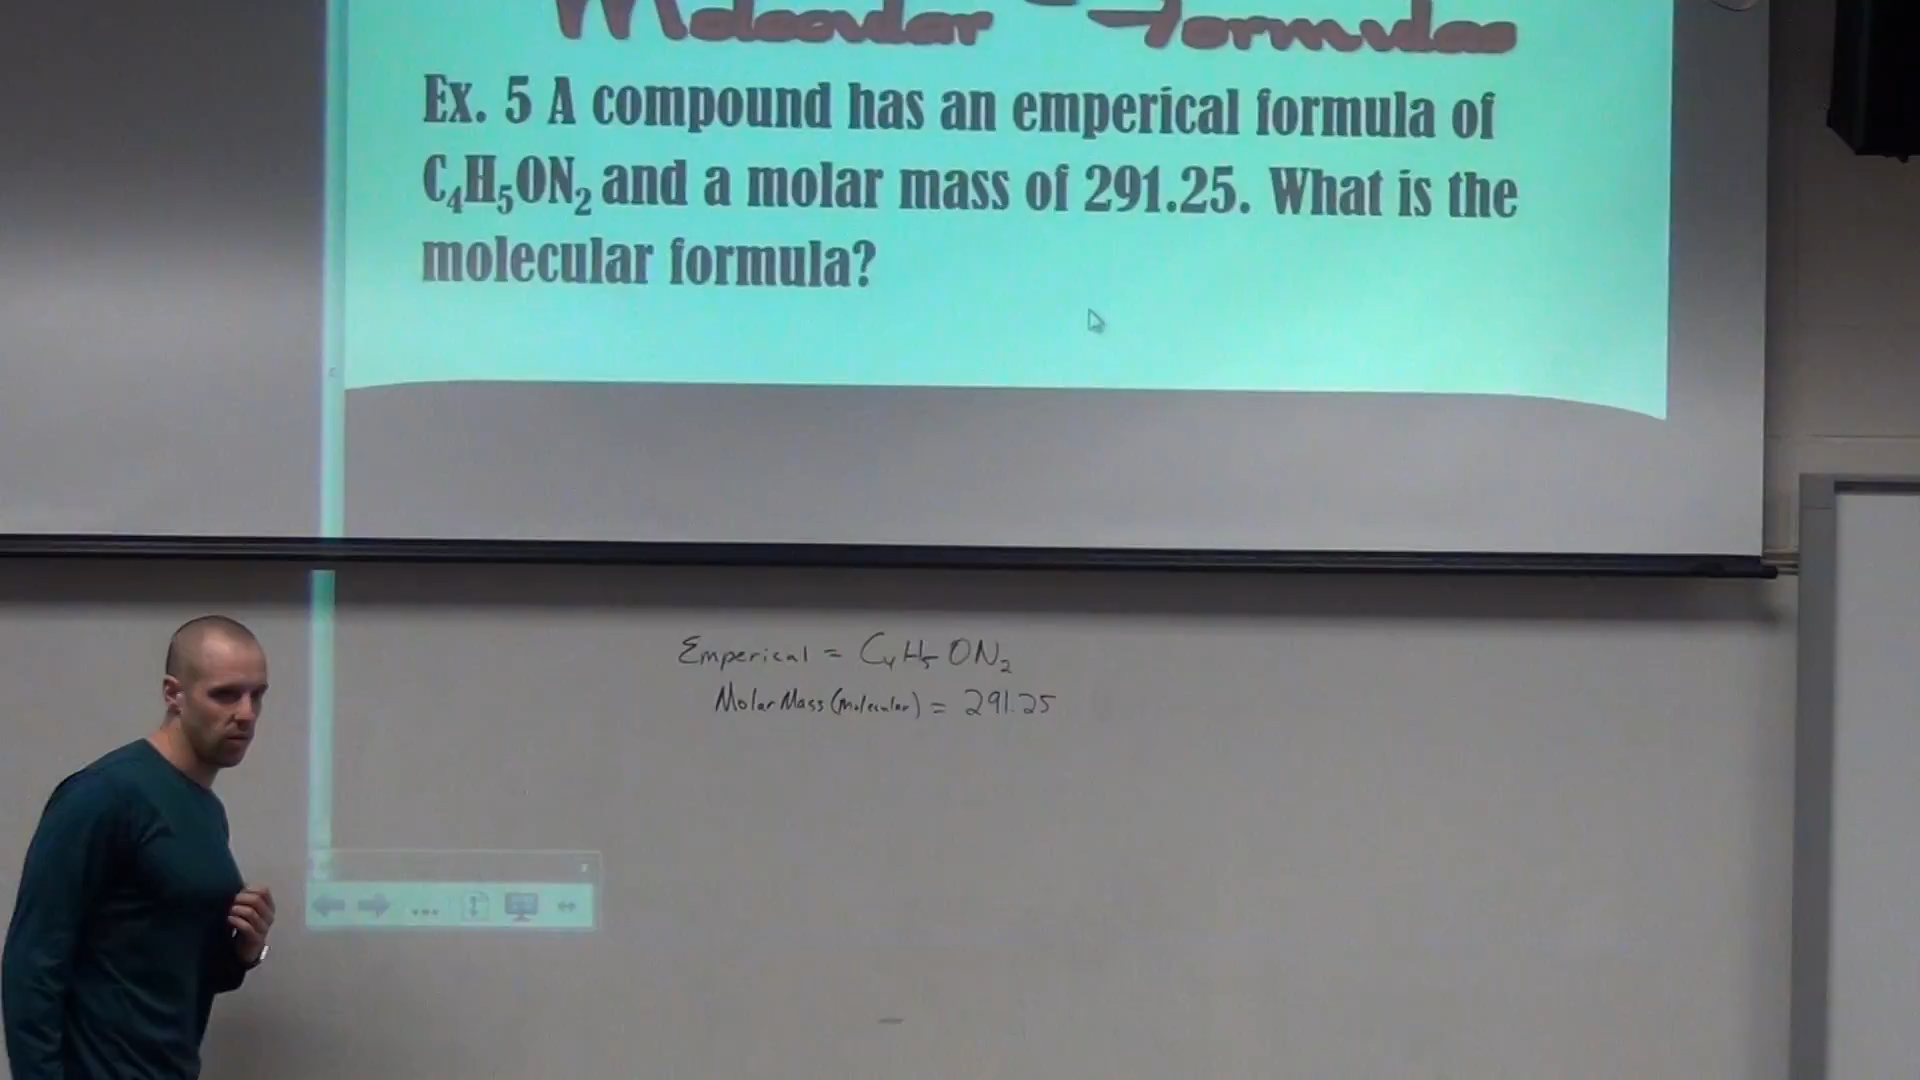 Molecular Formulas
Ex. 5 A compound has an emperical formula of
C₄H₅ON₂ and a molar mass of 291.25. What is the
molecular formula?
Emperical = C₄H₅ON₂
Molar Mass (Molecular) = 291.25